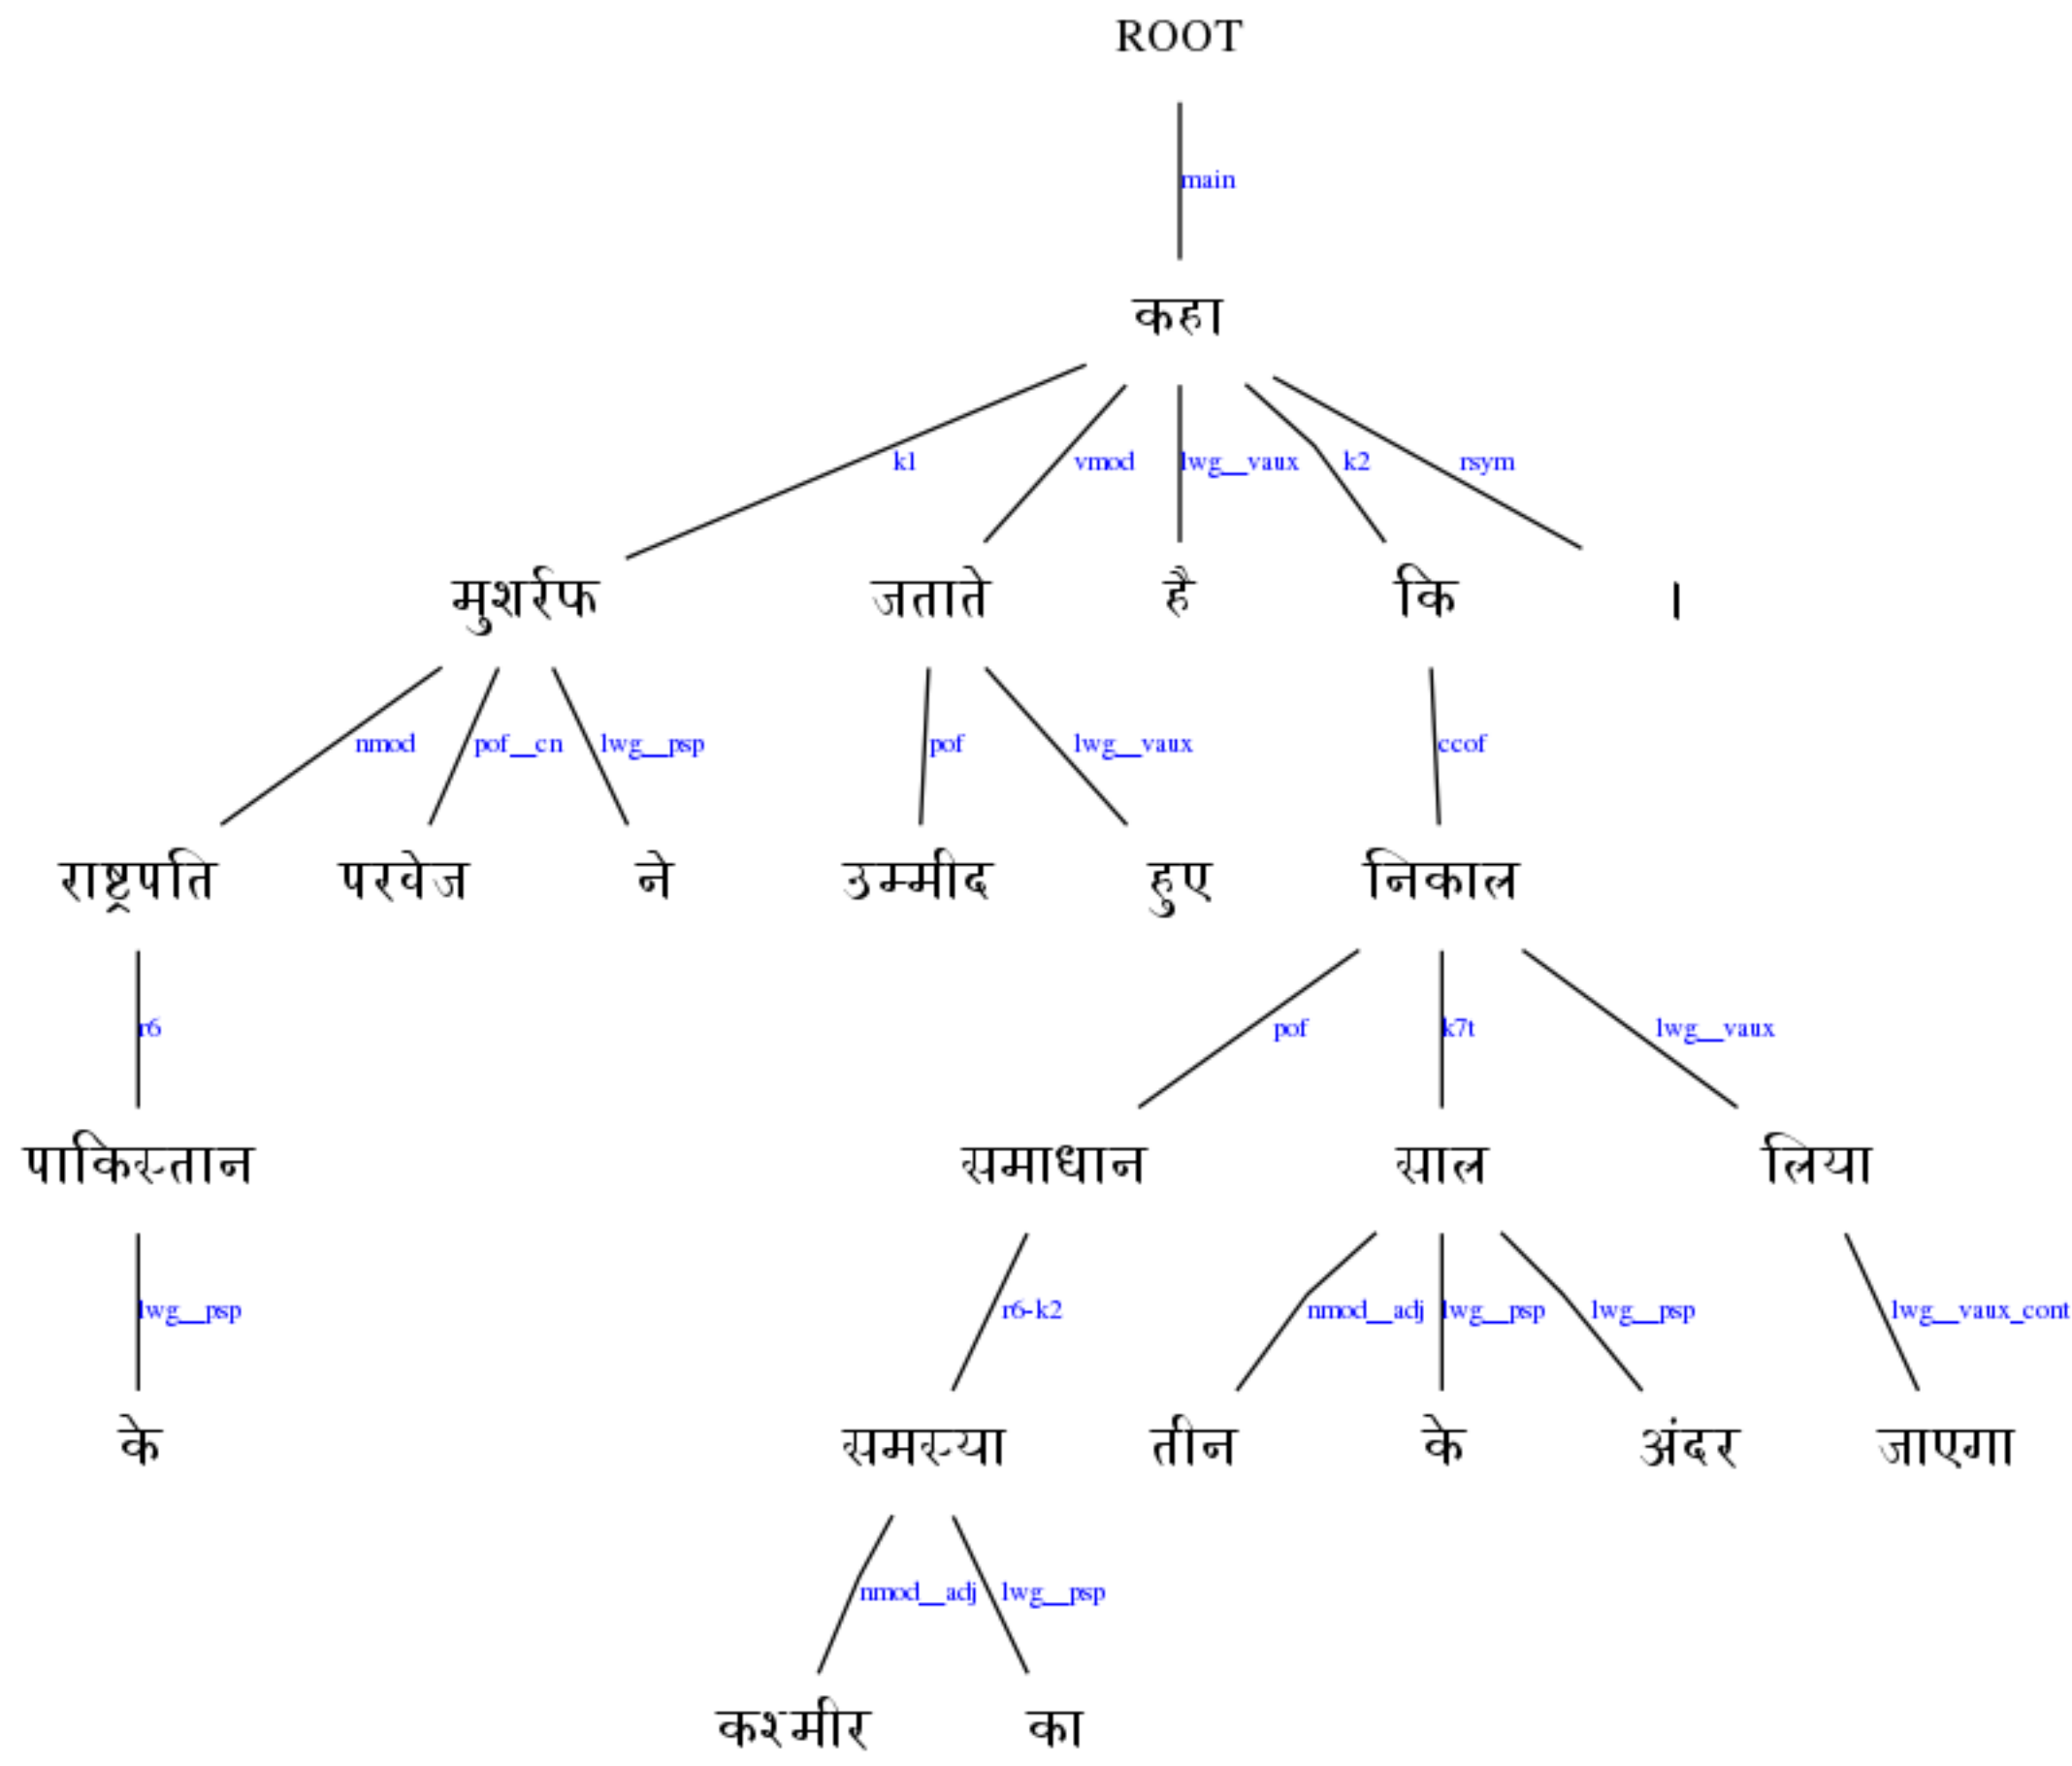 ROOT
main
कहा
k1 vmod lwg__vaux k2 rsym
मुशर्रफ जताते है कि ।
nmod pof__cn lwg__psp pof lwg__vaux ccof
राष्ट्रपति परवेज ने उम्मीद हुए निकाल
r6 pof k7t lwg__vaux
पाकिस्तान समाधान साल लिया
lwg__psp r6-k2 nmod__adj lwg__psp lwg__psp lwg__vaux_cont
के समस्या तीन के अंदर जाएगा
nmod__adj lwg__psp
कश्मीर का